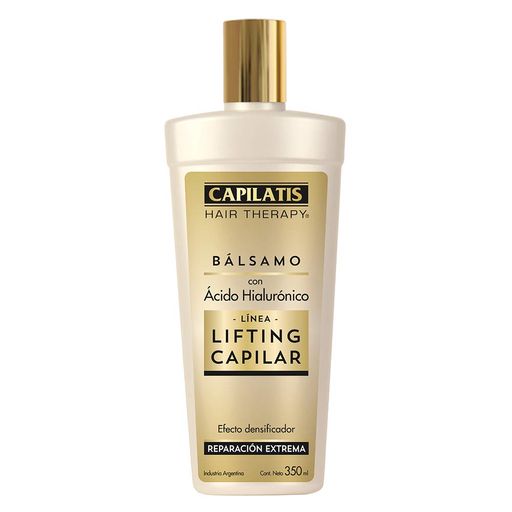 CAPILATIS
HAIR THERAPY®
BÁLSAMO
con
Ácido Hialurónico
- LÍNEA -
LIFTING
CAPILAR
Efecto densificador
REPARACIÓN EXTREMA
Industria Argentina Cont. Neto 350 ml